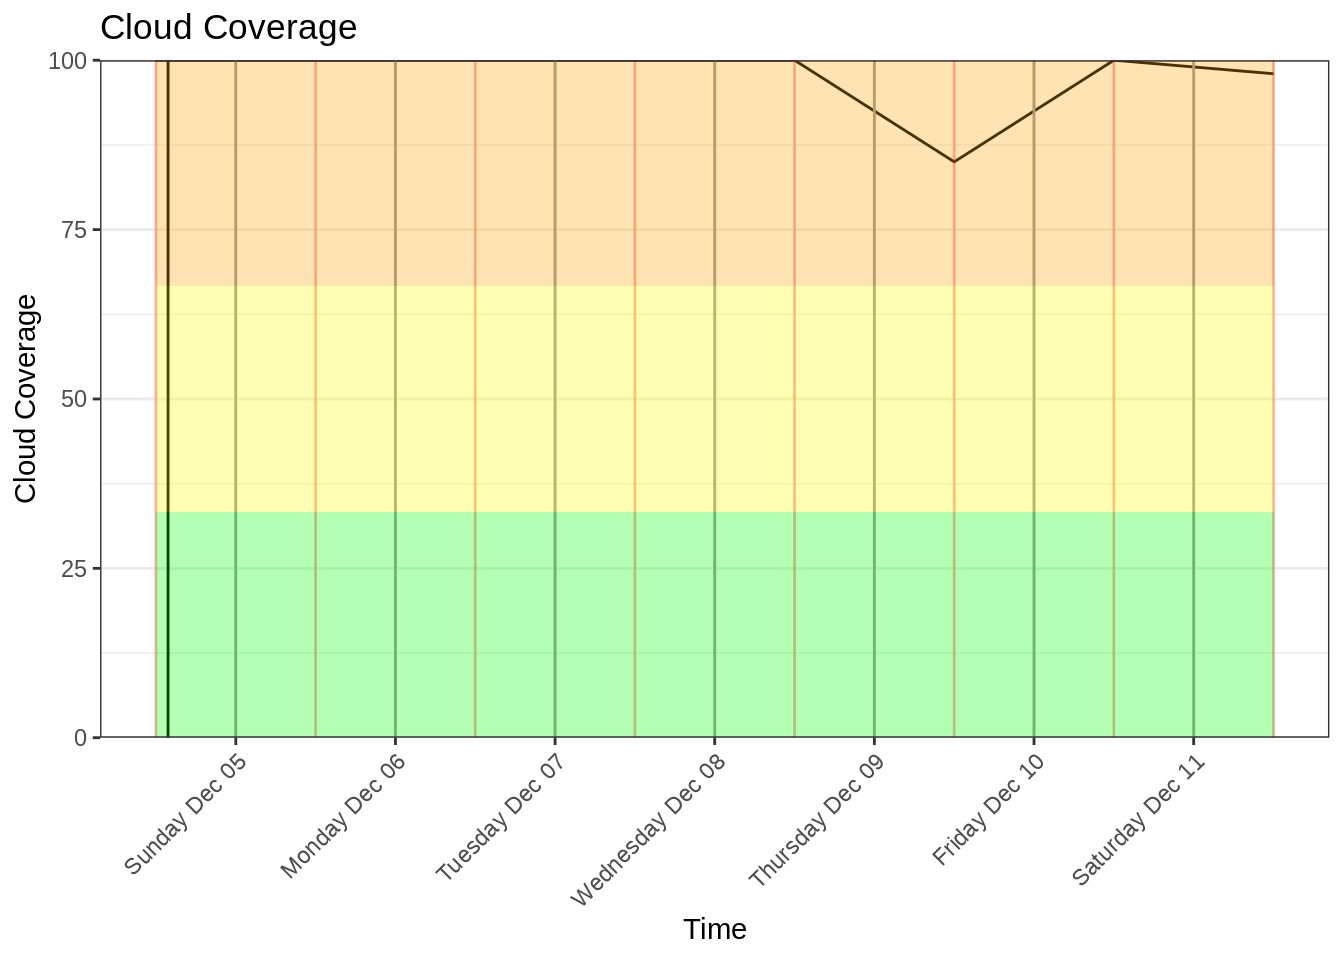 Cloud Coverage
100
75
50
25
0
Cloud Coverage
Sunday Dec 05
Monday Dec 06
Tuesday Dec 07
Wednesday Dec 08
Thursday Dec 09
Friday Dec 10
Saturday Dec 11
Time